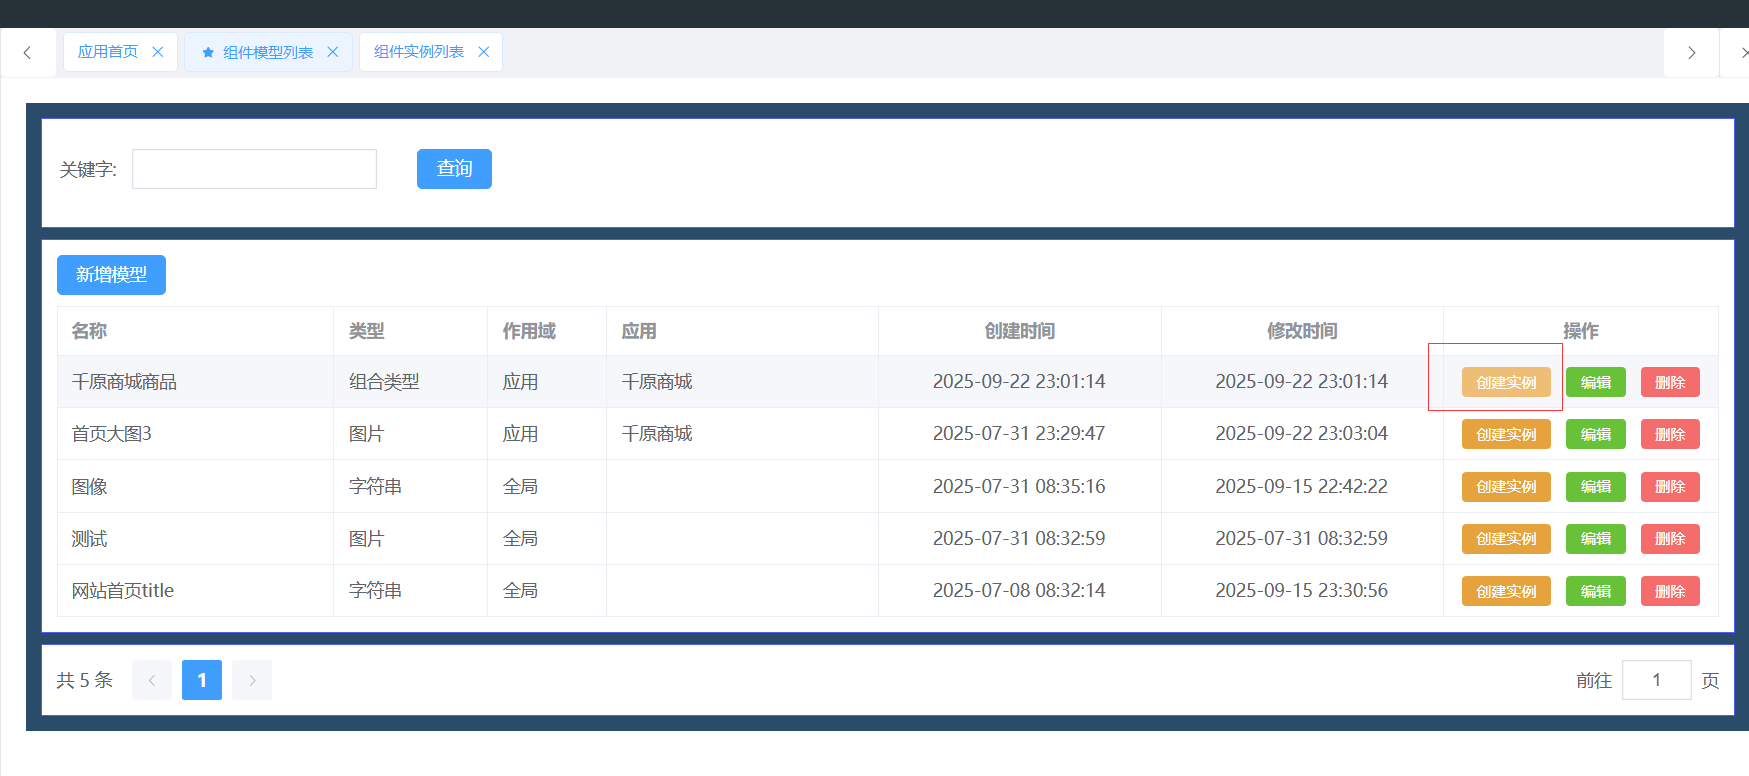 应用首页 组件模型列表 组件实例列表
关键字: 查询
新增模型
名称 类型 作用域 应用 创建时间 修改时间 操作
千原商城商品 组合类型 应用 千原商城 2025-09-22 23:01:14 2025-09-22 23:01:14 创建实例 编辑 删除
首页大图3 图片 应用 千原商城 2025-07-31 23:29:47 2025-09-22 23:03:04 创建实例 编辑 删除
图像 字符串 全局 2025-07-31 08:35:16 2025-09-15 22:42:22 创建实例 编辑 删除
测试 图片 全局 2025-07-31 08:32:59 2025-07-31 08:32:59 创建实例 编辑 删除
网站首页title 字符串 全局 2025-07-08 08:32:14 2025-09-15 23:30:56 创建实例 编辑 删除
共 5 条 1 前往 1 页